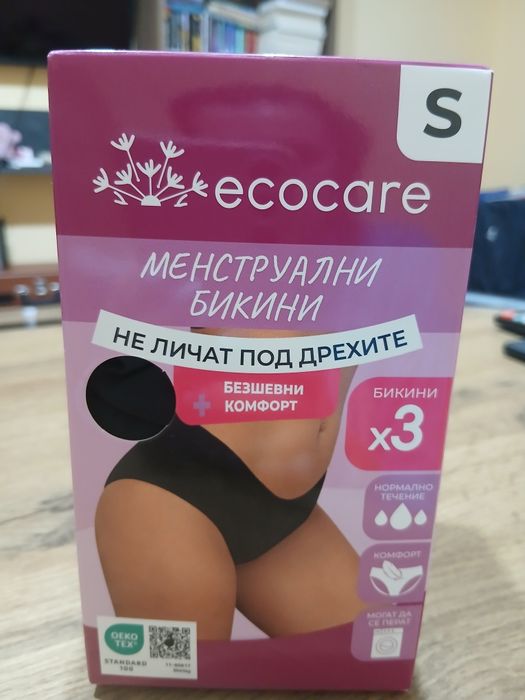 S
ecocare
МЕНСТРУАЛНИ
БИКИНИ
НЕ ЛИЧАТ ПОД ДРЕХИТЕ
БЕЗШЕВНИ
+ КОМФОРТ
БИКИНИ
x3
НОРМАЛНО
ТЕЧЕНИЕ
КОМФОРТ
МОГАТ ДА
СЕ ПЕРАТ
OEKO
TEX®
STANDARD
100